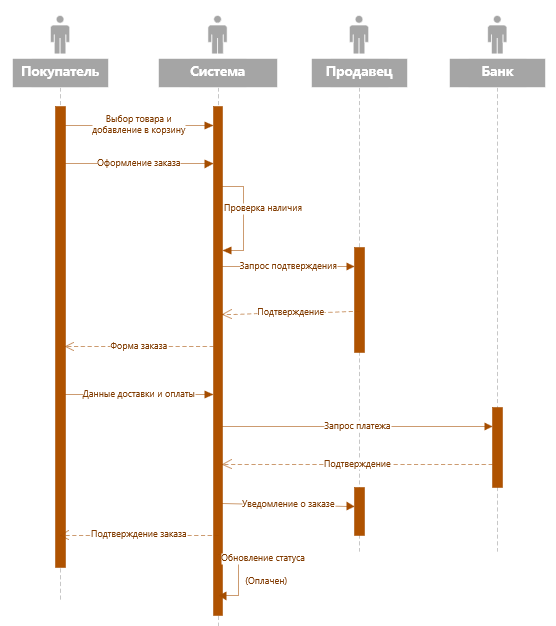 Покупатель
Система
Продавец
Банк
Выбор товара и
добавление в корзину
Оформление заказа
Проверка наличия
Запрос подтверждения
Подтверждение
Форма заказа
Данные доставки и оплаты
Запрос платежа
Подтверждение
Уведомление о заказе
Подтверждение заказа
Обновление статуса
(Оплачен)